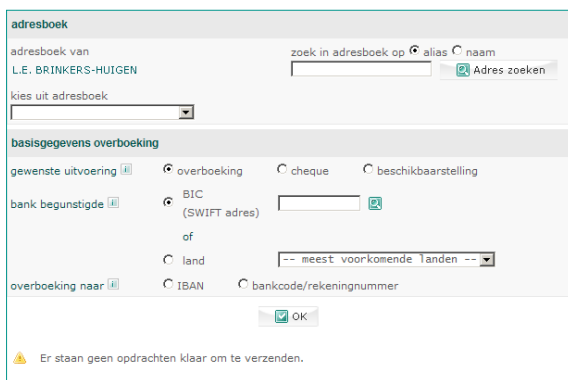 adresboek
adresboek van
zoek in adresboek op alias naam
L.E. BRINKERS-HUIGEN
Adres zoeken
kies uit adresboek
basisgegevens overboeking
gewenste uitvoering overboeking cheque beschikbaarstelling
bank begunstigde BIC
(SWIFT adres)
of
land -- meest voorkomende landen --
overboeking naar IBAN bankcode/rekeningnummer
OK
Er staan geen opdrachten klaar om te verzenden.